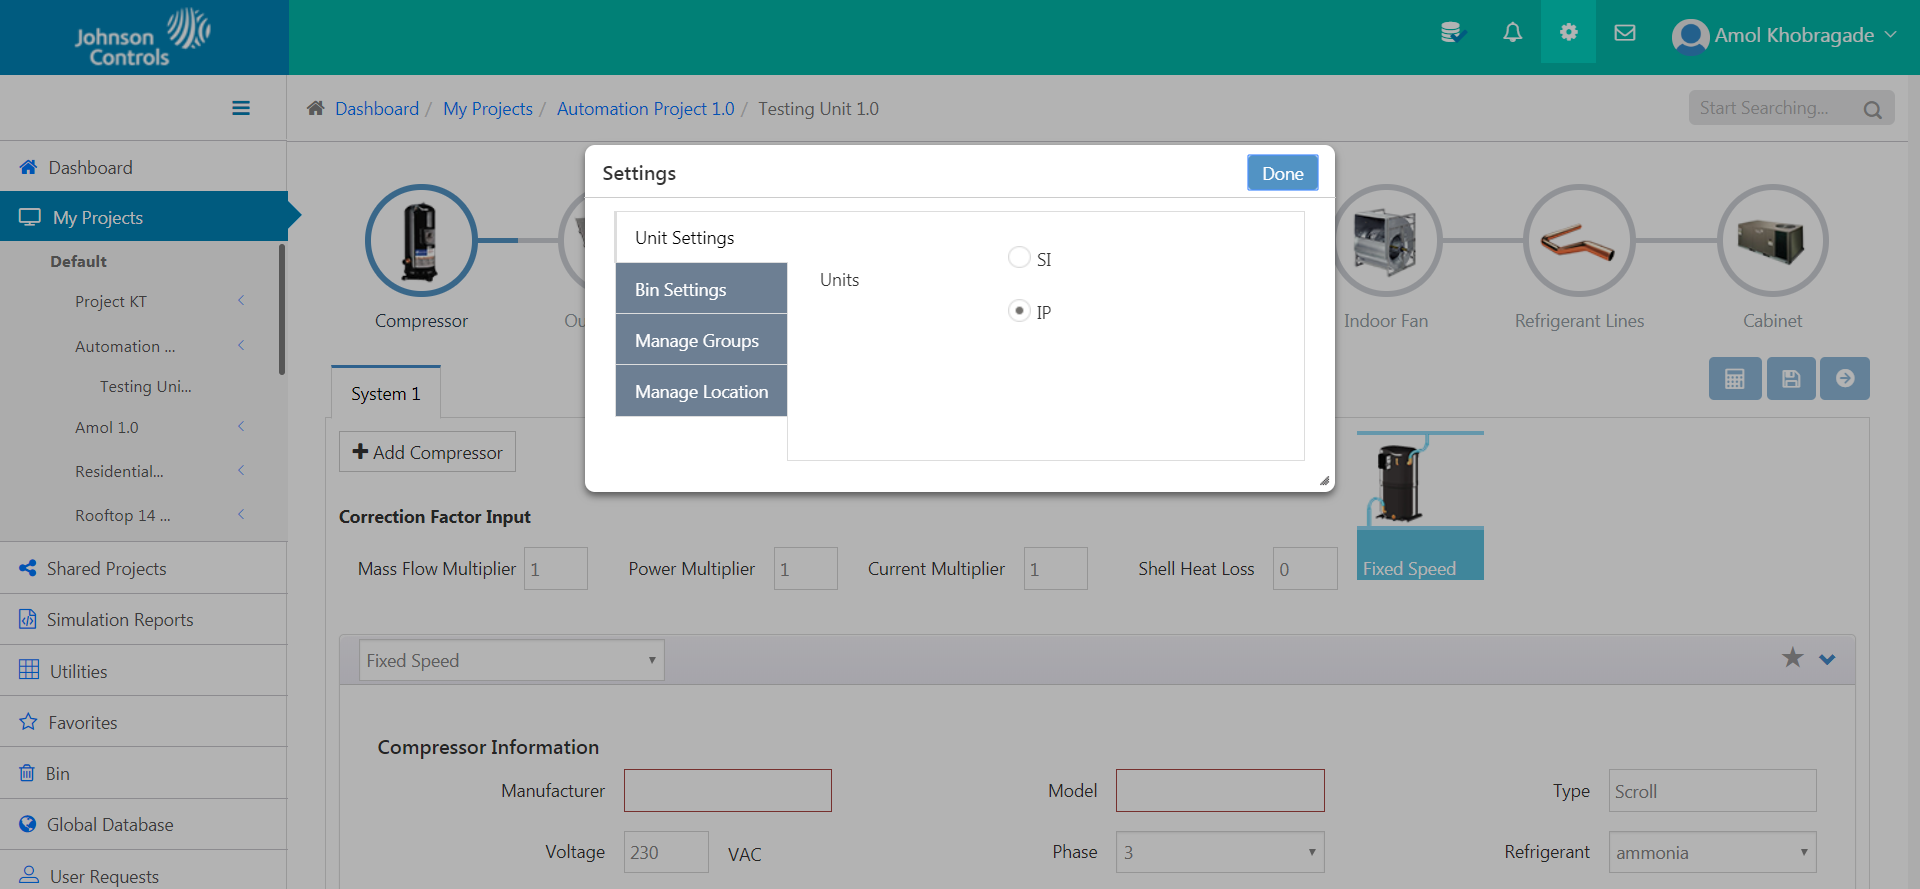 Johnson
Controls
Amol Khobragade
Dashboard / My Projects / Automation Project 1.0 / Testing Unit 1.0
Start Searching...
Dashboard
My Projects
Default
Project KT
Automation ...
Testing Uni...
Amol 1.0
Residential...
Rooftop 14 ...
Shared Projects
Simulation Reports
Utilities
Favorites
Bin
Global Database
User Requests
Settings
Done
Unit Settings
Bin Settings
Manage Groups
Manage Location
Units
SI
IP
Compressor
Ou
Indoor Fan
Refrigerant Lines
Cabinet
System 1
Add Compressor
Correction Factor Input
Mass Flow Multiplier 1 Power Multiplier 1 Current Multiplier 1 Shell Heat Loss 0
Fixed Speed
Fixed Speed
Compressor Information
Manufacturer Model Type Scroll
Voltage 230 VAC Phase 3 Refrigerant ammonia